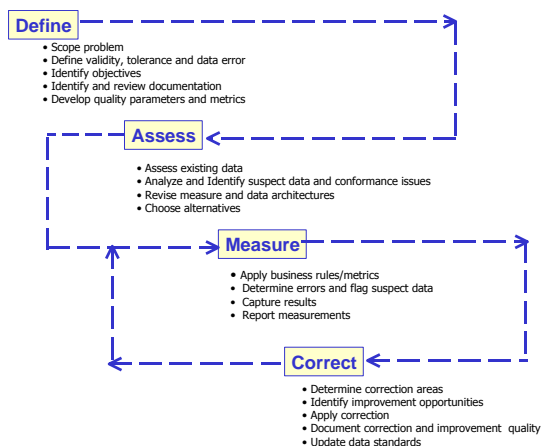 Define
• Scope problem
• Define validity, tolerance and data error
• Identify objectives
• Identify and review documentation
• Develop quality parameters and metrics
Assess
• Assess existing data
• Analyze and Identify suspect data and conformance issues
• Revise measure and data architectures
• Choose alternatives
Measure
• Apply business rules/metrics
• Determine errors and flag suspect data
• Capture results
• Report measurements
Correct
• Determine correction areas
• Identify improvement opportunities
• Apply correction
• Document correction and improvement quality
• Update data standards